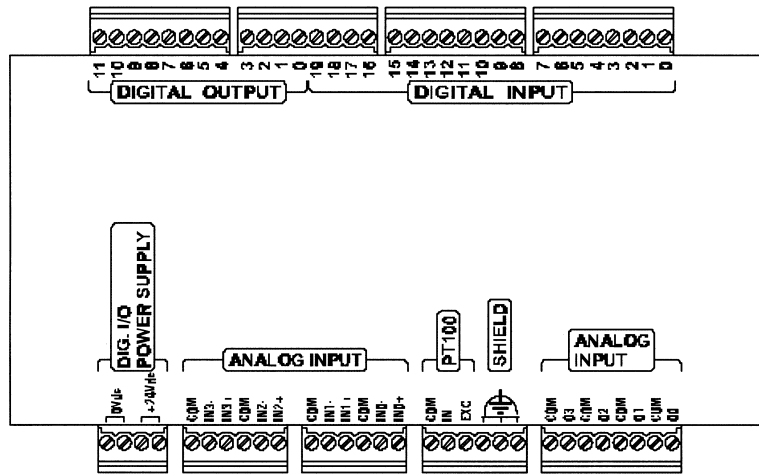 11 10 9 8 7 6 5 4 3 2 1 0 19 18 17 16 15 14 13 12 11 10 9 8 7 6 5 4 3 2 1 0
DIGITAL OUTPUT
DIGITAL INPUT
DIG. I/O
POWER SUPPLY
ANALOG INPUT
PT100
SHIELD
ANALOG
INPUT
0Vdc
+24Vdc
COM IN3- IN3+ COM IN2- IN2+
COM IN1- IN1+ COM IN0- IN0+
COM IN EXC
COM Q3 COM Q2 COM Q1 COM Q0